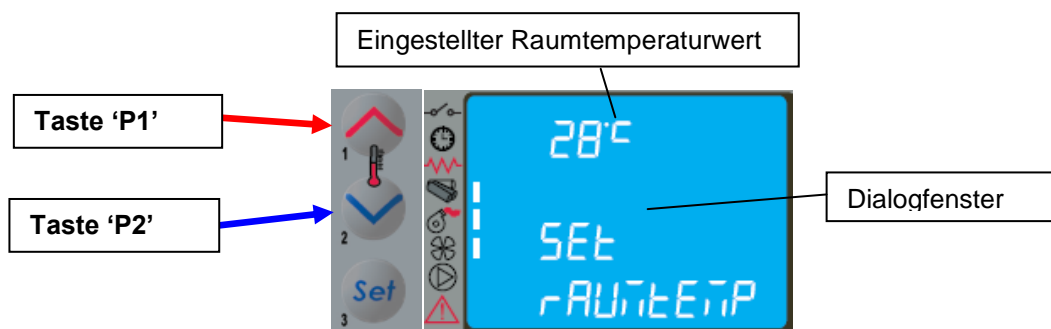 Eingestellter Raumtemperaturwert
Taste ‘P1’
1
28°C
Taste ‘P2’
2
Dialogfenster
SEt
Set
3
rAUmtEmP